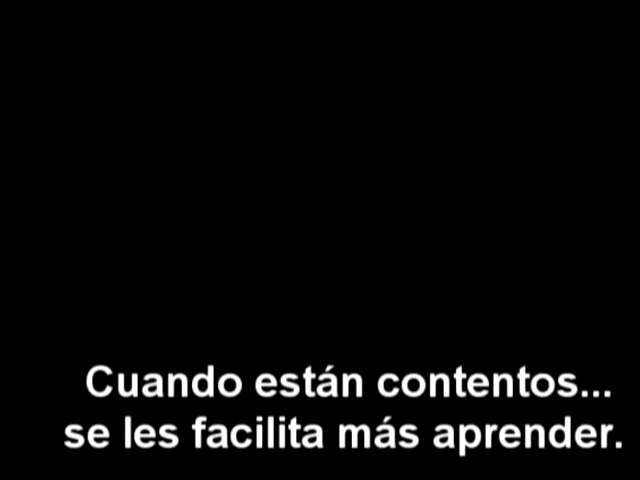 Cuando están contentos...
se les facilita más aprender.